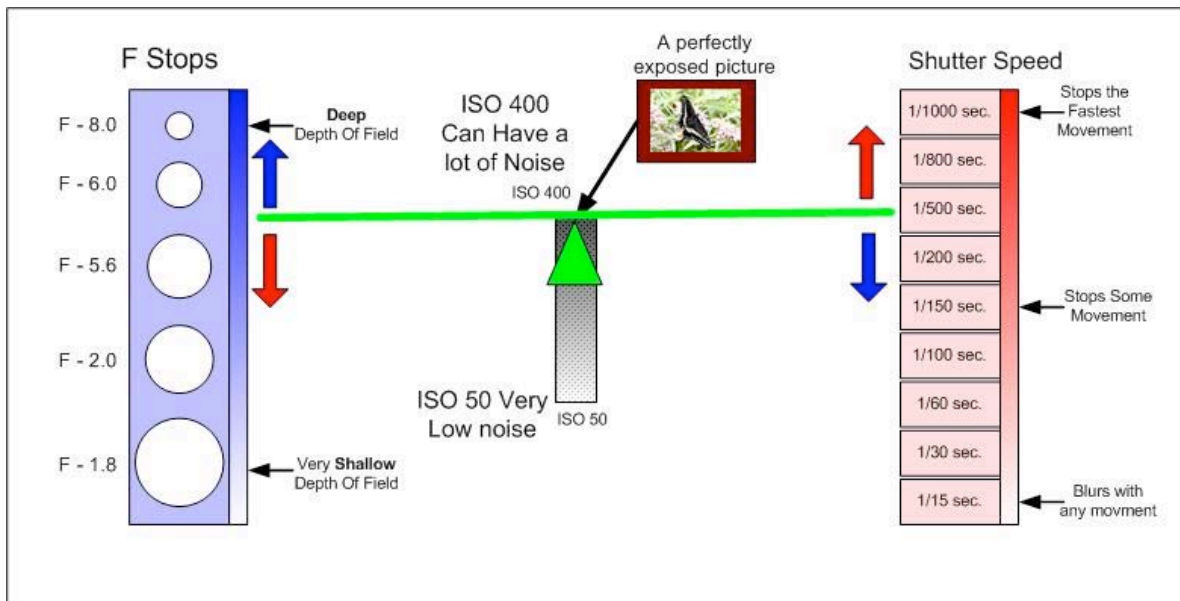 F Stops
F - 8.0
F - 6.0
F - 5.6
F - 2.0
F - 1.8
Deep
Depth Of Field
Very Shallow
Depth Of Field
ISO 400
Can Have a
lot of Noise
ISO 400
A perfectly
exposed picture
ISO 50 Very
Low noise
ISO 50
Shutter Speed
1/1000 sec.
1/800 sec.
1/500 sec.
1/200 sec.
1/150 sec.
1/100 sec.
1/60 sec.
1/30 sec.
1/15 sec.
Stops the
Fastest
Movement
Stops Some
Movement
Blurs with
any movment